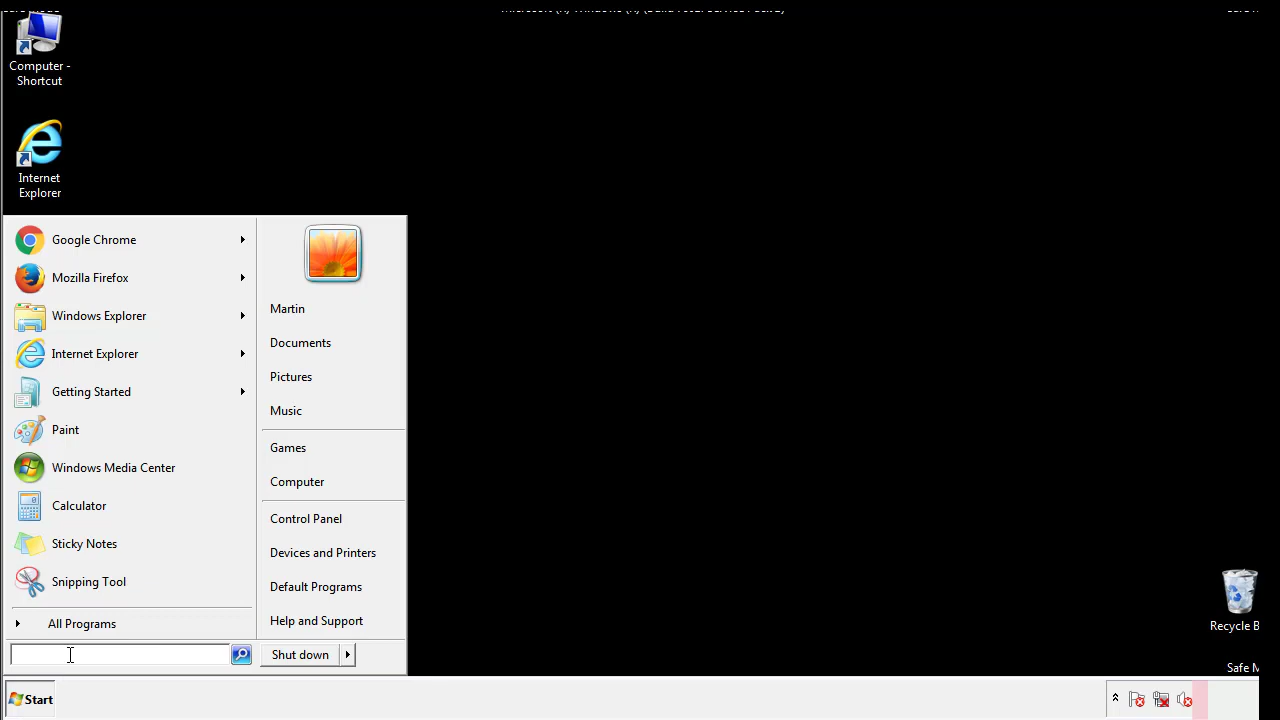 Computer -
Shortcut
Internet
Explorer
Google Chrome
Mozilla Firefox
Windows Explorer
Internet Explorer
Getting Started
Paint
Windows Media Center
Calculator
Sticky Notes
Snipping Tool
All Programs
Martin
Documents
Pictures
Music
Games
Computer
Control Panel
Devices and Printers
Default Programs
Help and Support
Shut down
Recycle B
Safe M
Start